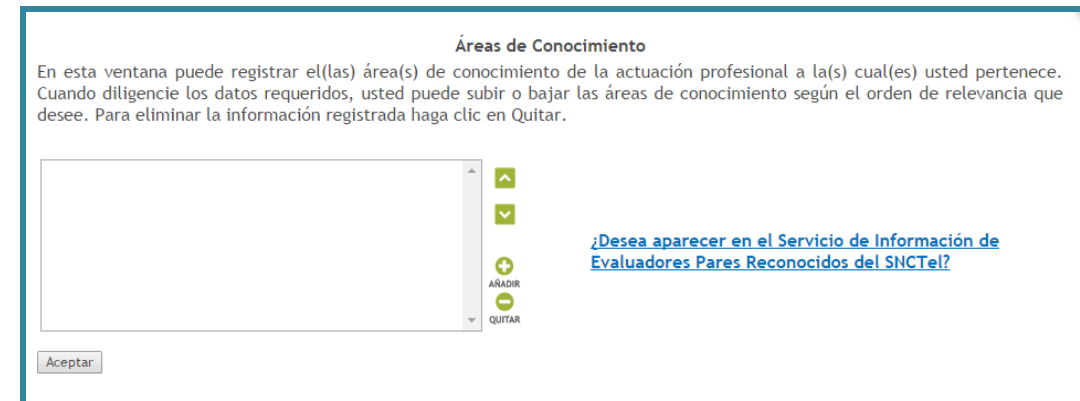 Áreas de Conocimiento
En esta ventana puede registrar el(las) área(s) de conocimiento de la actuación profesional a la(s) cual(es) usted pertenece.
Cuando diligencie los datos requeridos, usted puede subir o bajar las áreas de conocimiento según el orden de relevancia que
desee. Para eliminar la información registrada haga clic en Quitar.
¿Desea aparecer en el Servicio de Información de
Evaluadores Pares Reconocidos del SNCTel?
AÑADIR
QUITAR
Aceptar